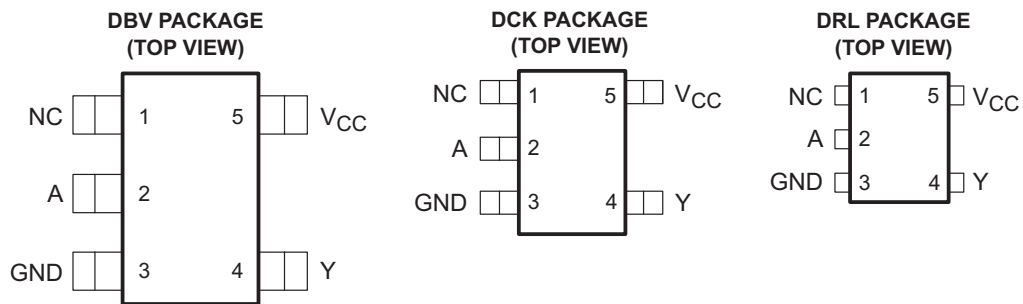 DBV PACKAGE
(TOP VIEW)
NC 1 5 VCC
A 2
GND 3 4 Y
DCK PACKAGE
(TOP VIEW)
NC 1 5 VCC
A 2
GND 3 4 Y
DRL PACKAGE
(TOP VIEW)
NC 1 5 VCC
A 2
GND 3 4 Y